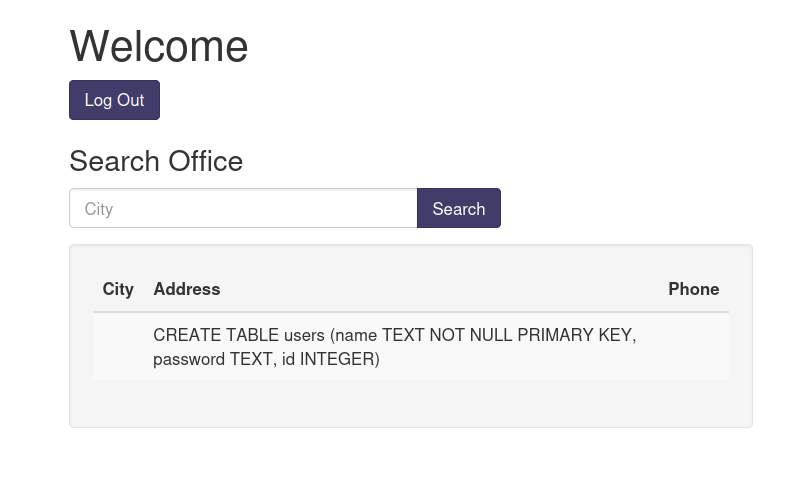 Welcome
Log Out
Search Office
City
Search
City Address Phone
CREATE TABLE users (name TEXT NOT NULL PRIMARY KEY,
password TEXT, id INTEGER)